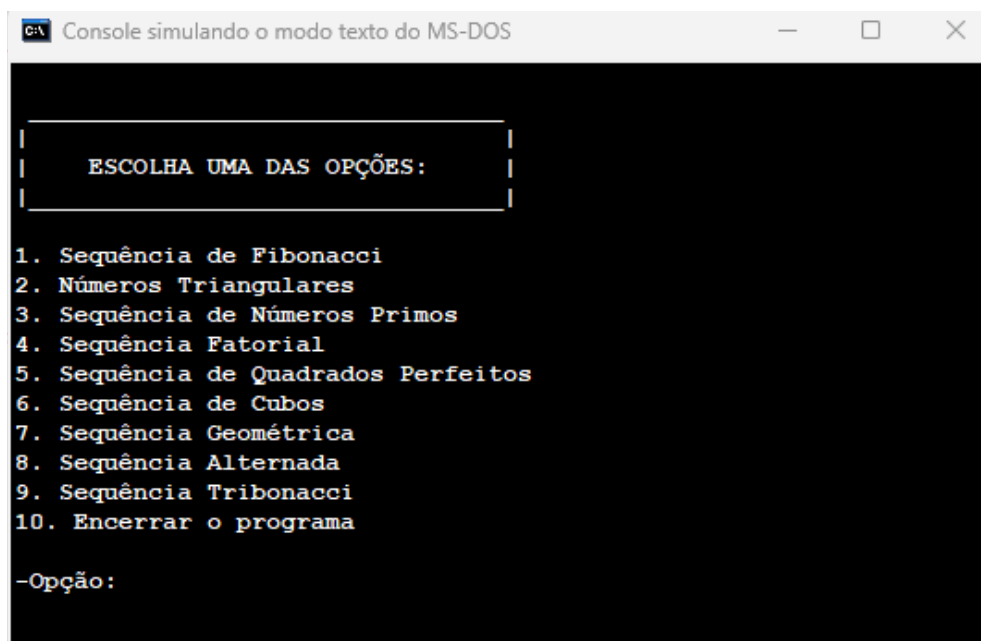 C:\ Console simulando o modo texto do MS-DOS
ESCOLHA UMA DAS OPÇÕES:
1. Sequência de Fibonacci
2. Números Triangulares
3. Sequência de Números Primos
4. Sequência Fatorial
5. Sequência de Quadrados Perfeitos
6. Sequência de Cubos
7. Sequência Geométrica
8. Sequência Alternada
9. Sequência Tribonacci
10. Encerrar o programa
-Opção: